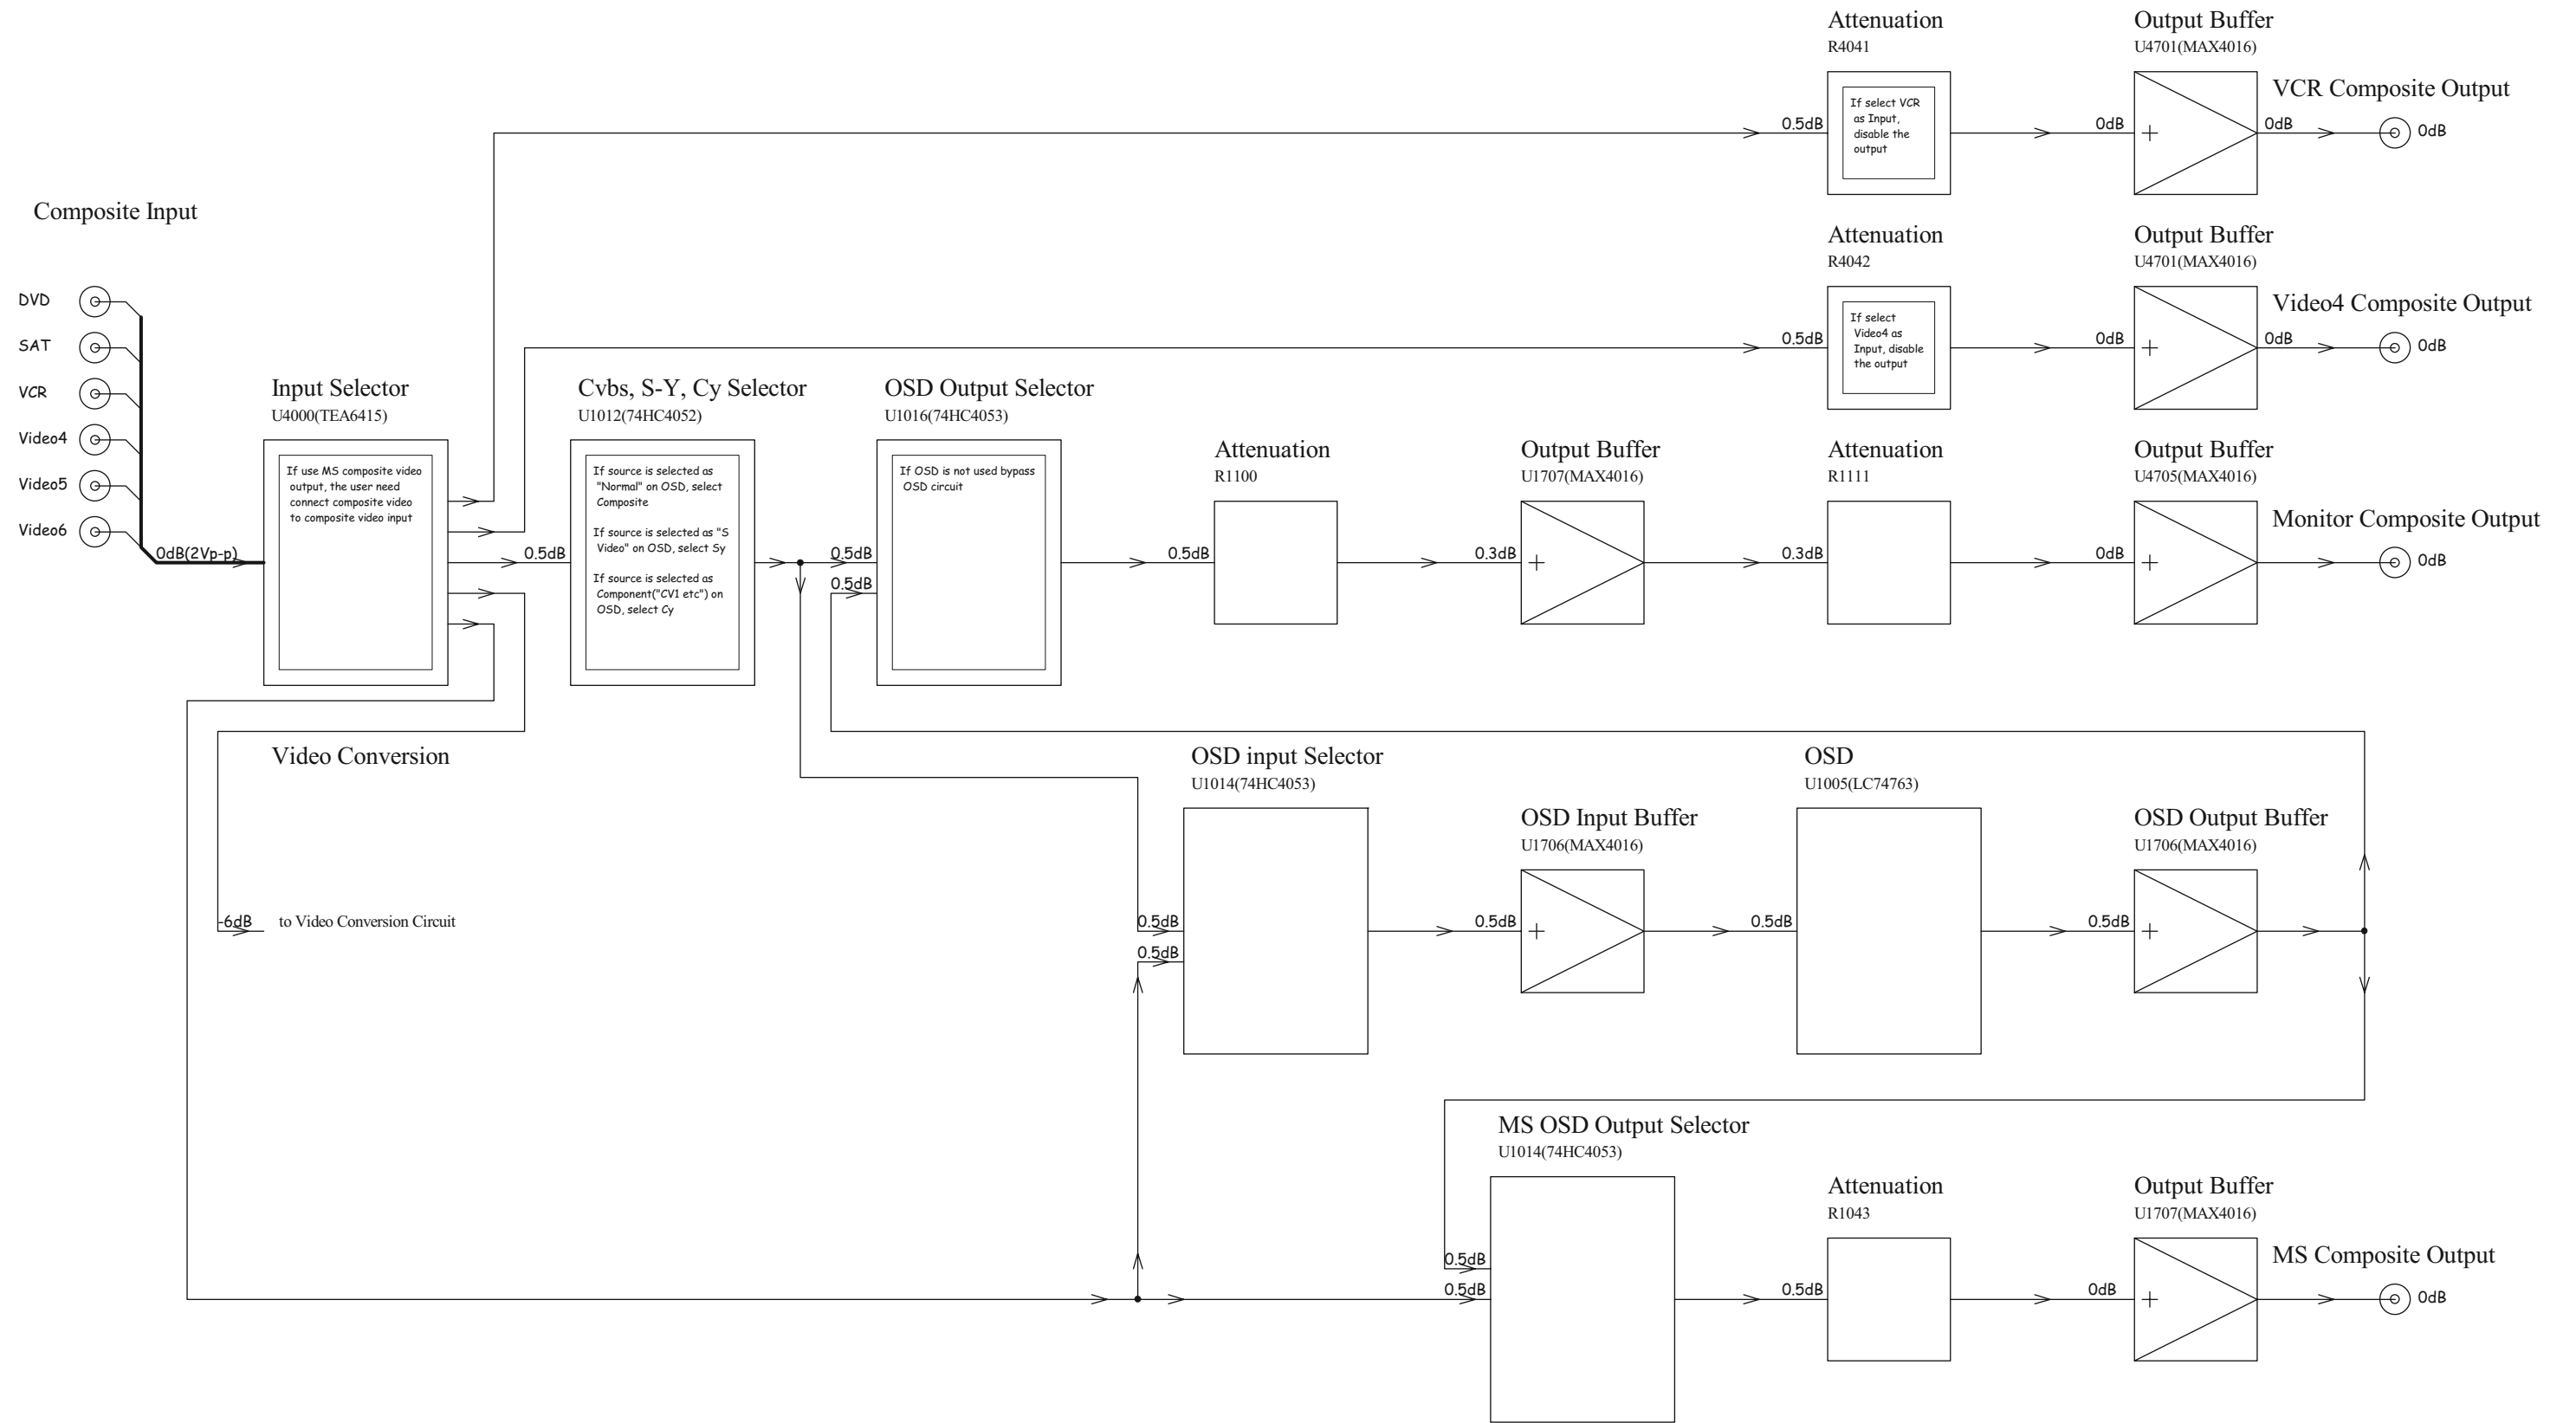 Attenuation
R4041
Output Buffer
U4701(MAX4016)
VCR Composite Output
If select VCR
as Input,
disable the
output
0.5dB
0dB
0dB
0dB
Composite Input
Attenuation
R4042
Output Buffer
U4701(MAX4016)
Video4 Composite Output
If select
Video4 as
Input, disable
the output
0.5dB
0dB
0dB
0dB
DVD
SAT
VCR
Video4
Video5
Video6
0dB(2Vp-p)
Input Selector
U4000(TEA6415)
If use MS composite video
output, the user need
connect composite video
to composite video input
0.5dB
Cvbs, S-Y, Cy Selector
U1012(74HC4052)
If source is selected as
"Normal" on OSD, select
Composite
If source is selected as "S
Video" on OSD, select Sy
If source is selected as
Component("CV1 etc") on
OSD, select Cy
0.5dB
0.5dB
OSD Output Selector
U1016(74HC4053)
If OSD is not used bypass
OSD circuit
0.5dB
Attenuation
R1100
0.3dB
Output Buffer
U1707(MAX4016)
0.3dB
Attenuation
R1111
0dB
Output Buffer
U4705(MAX4016)
Monitor Composite Output
0dB
Video Conversion
-6dB
to Video Conversion Circuit
OSD input Selector
U1014(74HC4053)
0.5dB
0.5dB
OSD Input Buffer
U1706(MAX4016)
0.5dB
OSD
U1005(LC74763)
0.5dB
OSD Output Buffer
U1706(MAX4016)
0.5dB
MS OSD Output Selector
U1014(74HC4053)
0.5dB
0.5dB
Attenuation
R1043
0.5dB
Output Buffer
U1707(MAX4016)
0dB
MS Composite Output
0dB